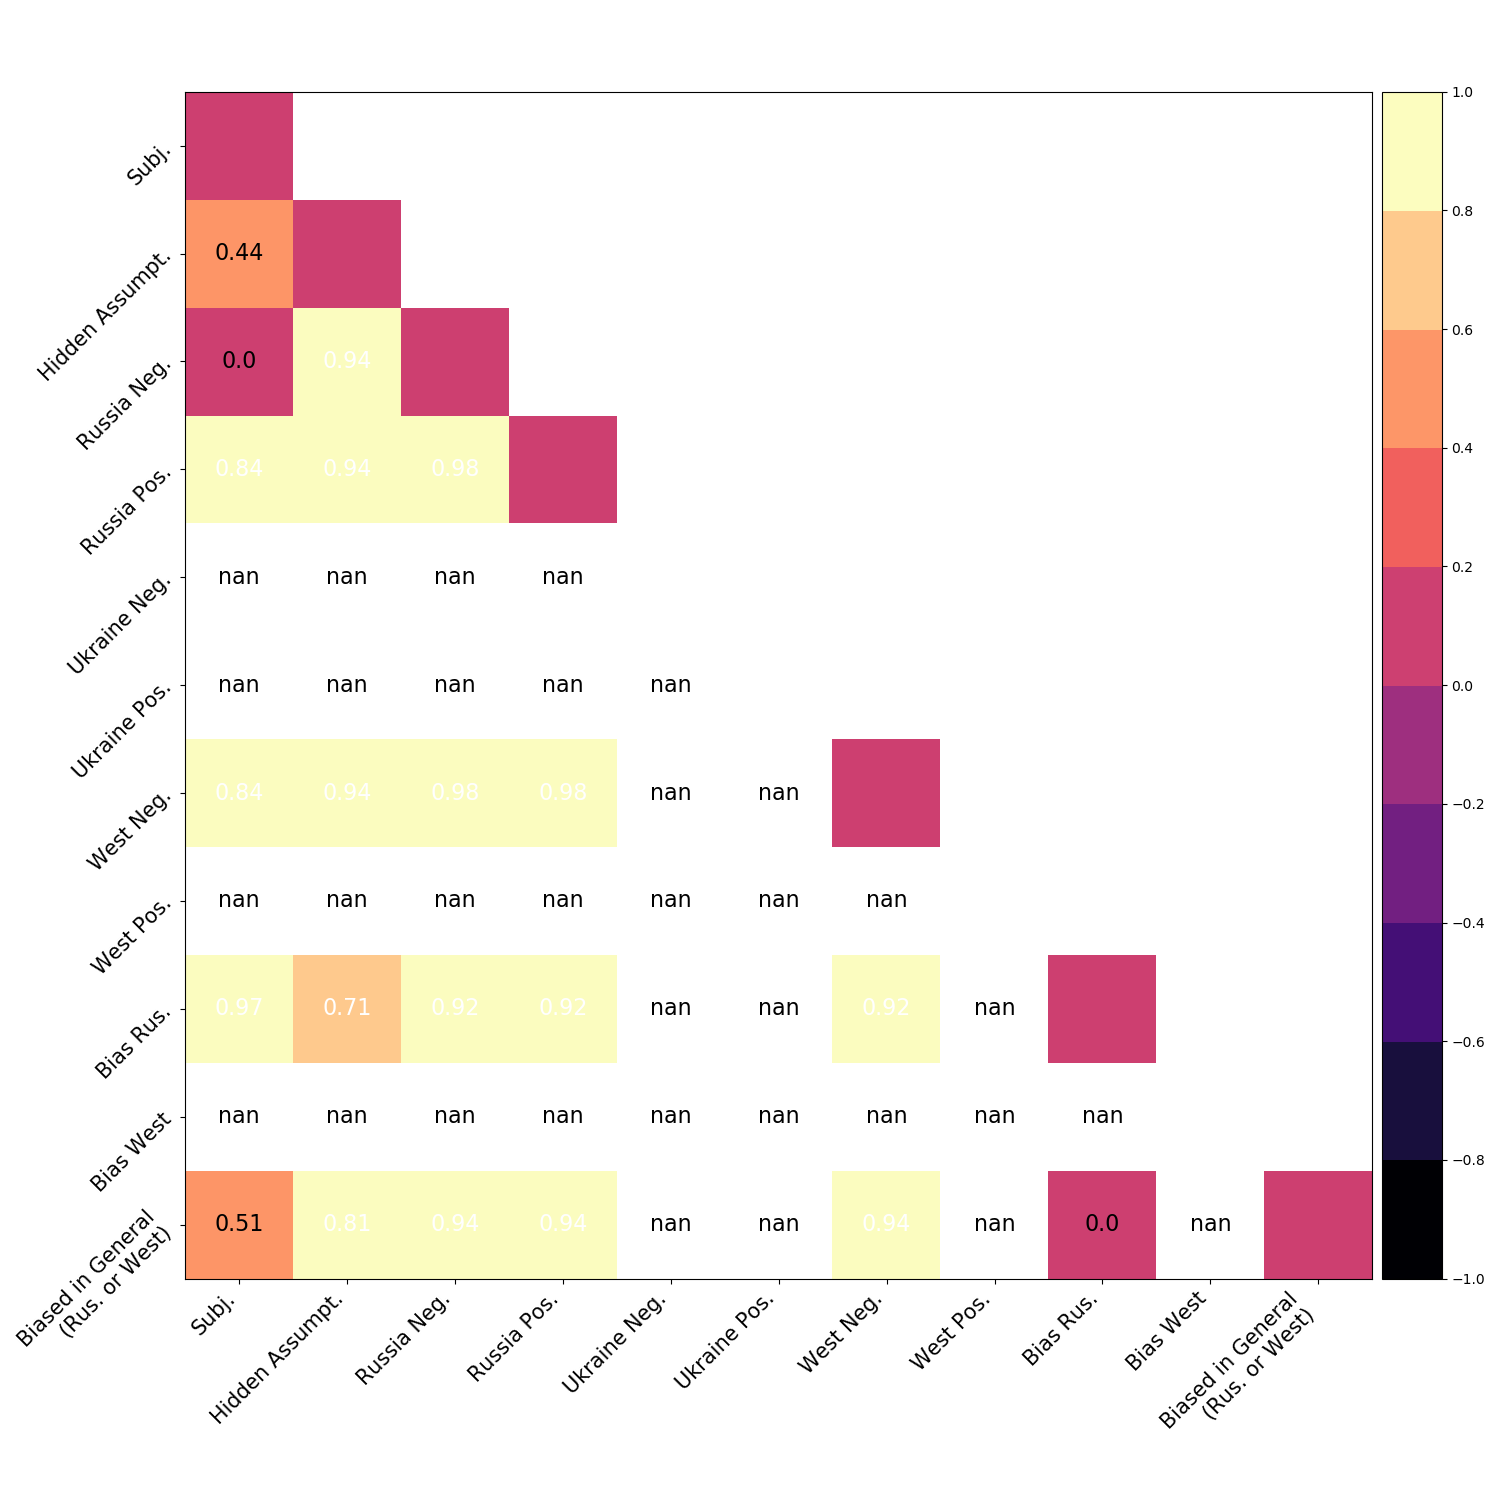 1.0
Subj.
0.8
Hidden Assumpt.
0.44
0.6
Russia Neg.
0.0 0.94
0.4
Russia Pos.
0.84 0.94 0.98
0.2
Ukraine Neg.
nan nan nan nan
0.0
Ukraine Pos.
nan nan nan nan nan
−0.2
West Neg.
0.84 0.94 0.98 0.98 nan nan
West Pos.
nan nan nan nan nan nan nan
−0.4
Bias Rus.
0.97 0.71 0.92 0.92 nan nan 0.92 nan
−0.6
Bias West
nan nan nan nan nan nan nan nan nan
−0.8
Biased in General
(Rus. or West)
0.51 0.81 0.94 0.94 nan nan 0.94 nan 0.0 nan
−1.0
Subj.
Hidden Assumpt.
Russia Neg.
Russia Pos.
Ukraine Neg.
Ukraine Pos.
West Neg.
West Pos.
Bias Rus.
Bias West
Biased in General
(Rus. or West)